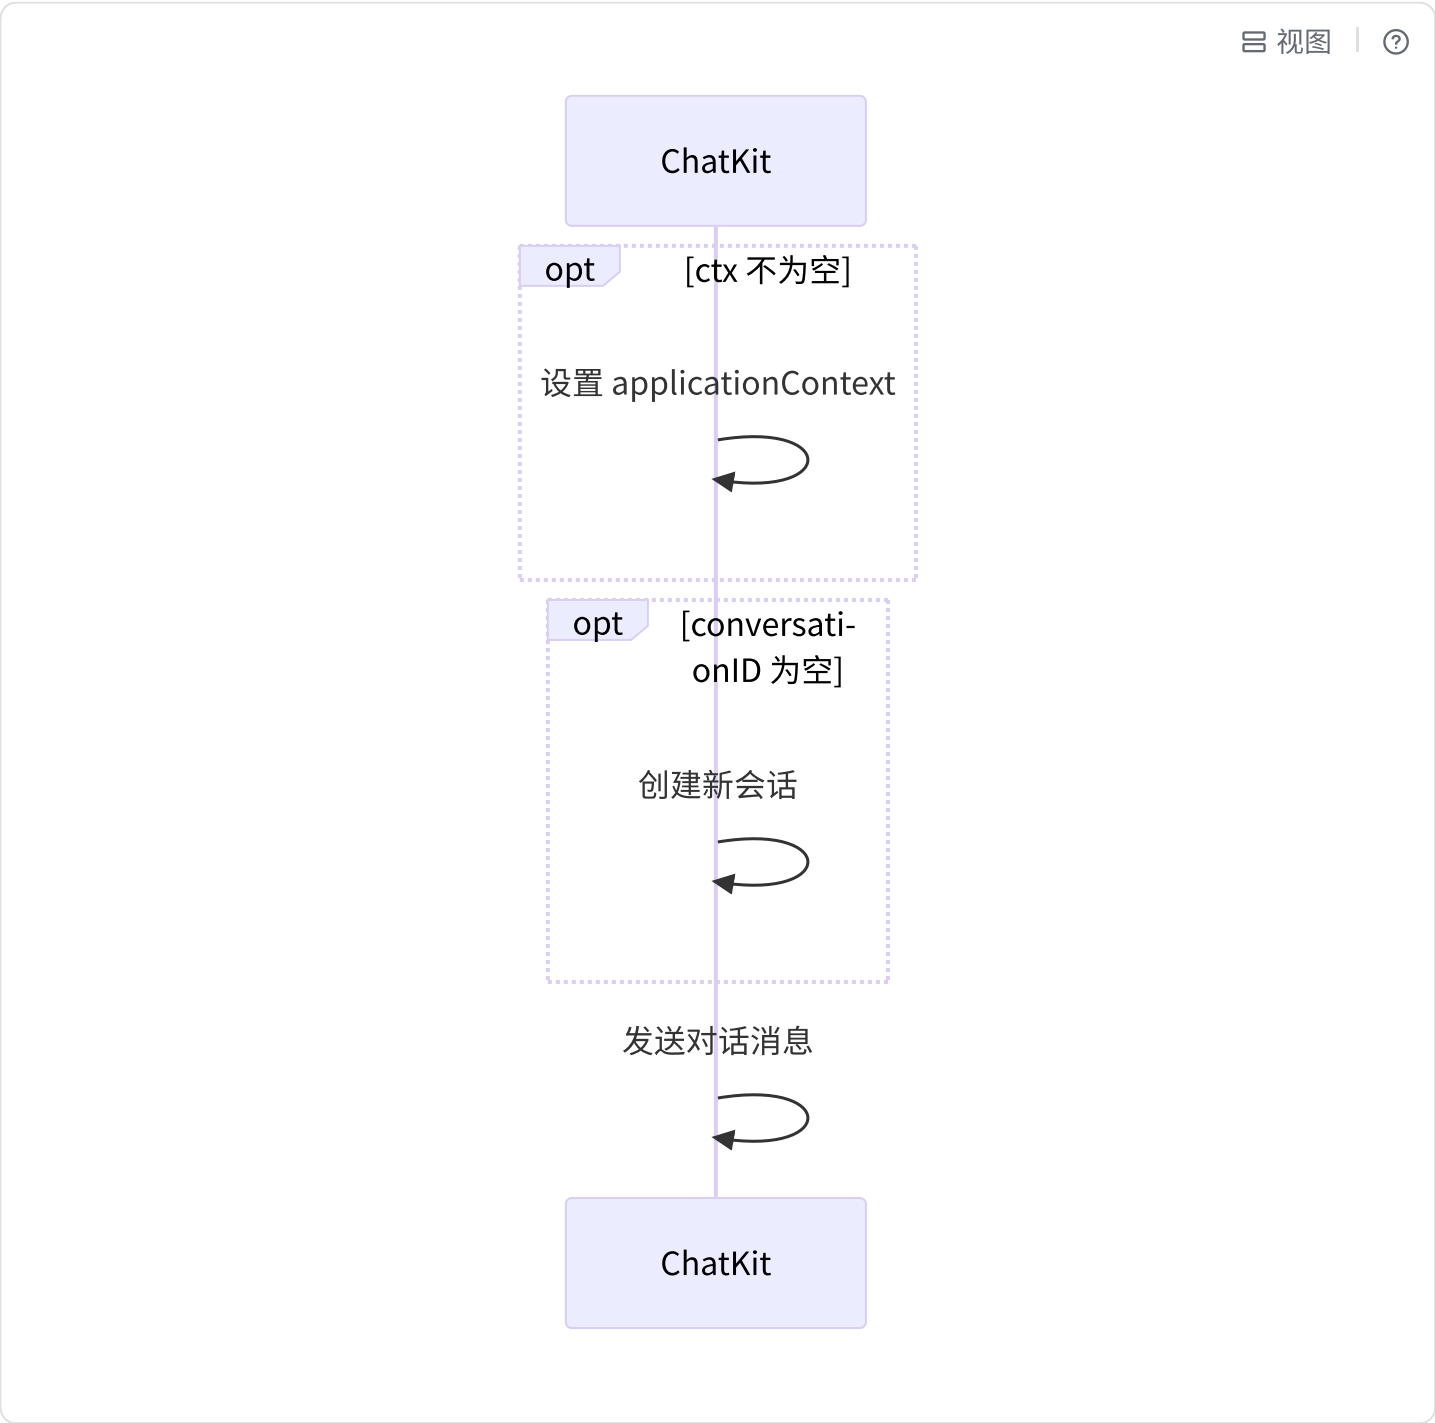 视图
ChatKit
opt
[ctx 不为空]
设置 applicationContext
opt
[conversati-
onID 为空]
创建新会话
发送对话消息
ChatKit